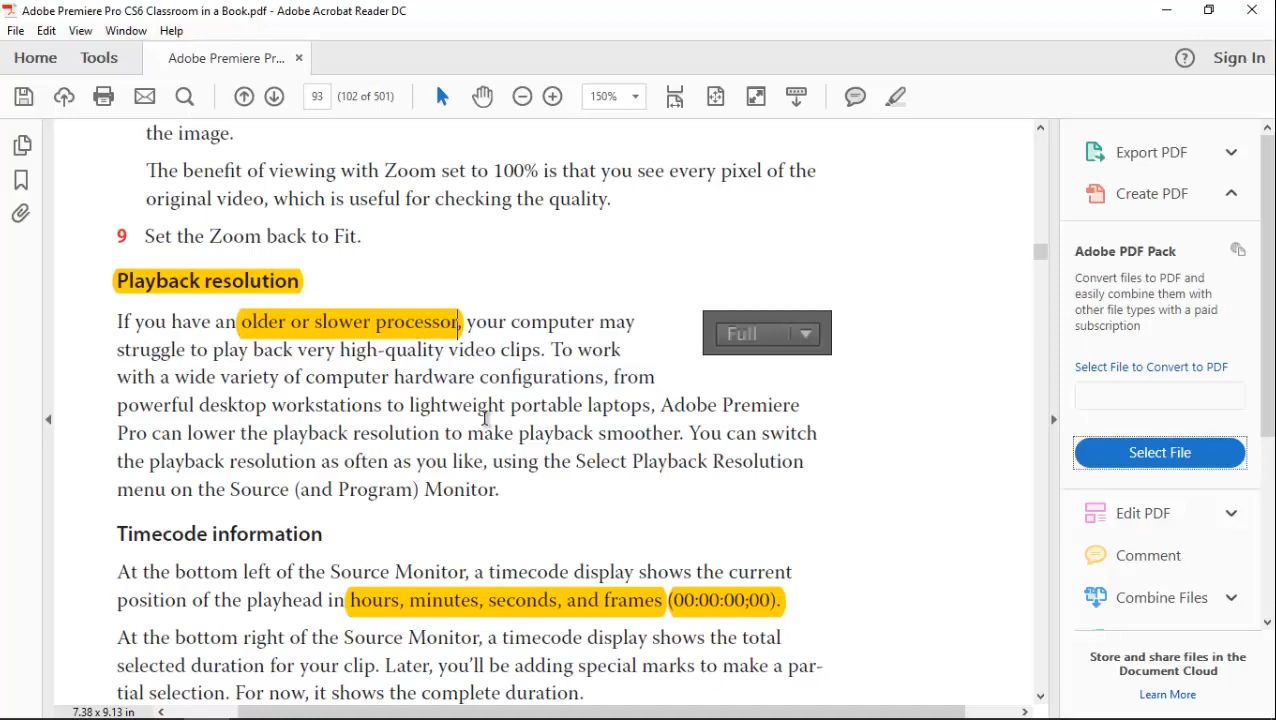 Adobe Premiere Pro CS6 Classroom in a Book.pdf - Adobe Acrobat Reader DC
File Edit View Window Help
Home Tools Adobe Premiere Pr... × ? Sign In
93 (102 of 501) 150%
the image.
The benefit of viewing with Zoom set to 100% is that you see every pixel of the
original video, which is useful for checking the quality.
9 Set the Zoom back to Fit.
Playback resolution
If you have an older or slower processor, your computer may
struggle to play back very high-quality video clips. To work
with a wide variety of computer hardware configurations, from
powerful desktop workstations to lightweight portable laptops, Adobe Premiere
Pro can lower the playback resolution to make playback smoother. You can switch
the playback resolution as often as you like, using the Select Playback Resolution
menu on the Source (and Program) Monitor.
Full
Timecode information
At the bottom left of the Source Monitor, a timecode display shows the current
position of the playhead in hours, minutes, seconds, and frames (00:00:00;00).
At the bottom right of the Source Monitor, a timecode display shows the total
selected duration for your clip. Later, you'll be adding special marks to make a par-
tial selection. For now, it shows the complete duration.
7.38 x 9.13 in
Export PDF
Create PDF
Adobe PDF Pack
Convert files to PDF and
easily combine them with
other file types with a paid
subscription
Select File to Convert to PDF
Select File
Edit PDF
Comment
Combine Files
Store and share files in the
Document Cloud
Learn More